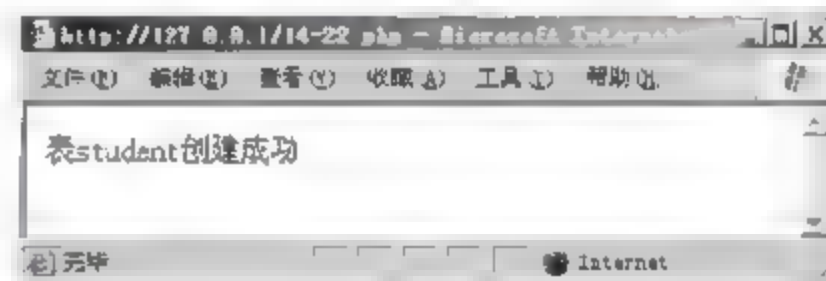 http://127.0.0.1/14-22.php - Microsoft Internet
文件(F) 编辑(E) 查看(V) 收藏(A) 工具(T) 帮助(H)
表student创建成功
完毕 Internet